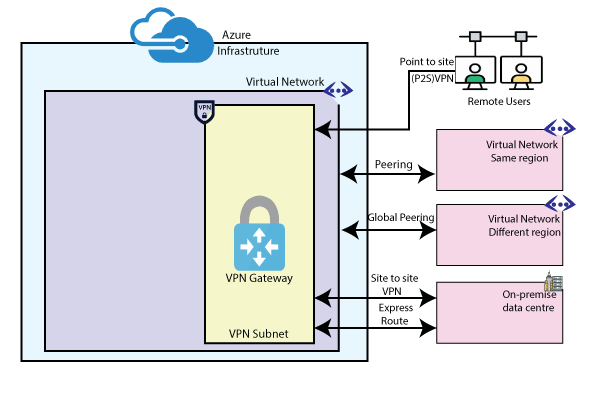 Azure
Infrastruture
Virtual Network
VPN
VPN Gateway
VPN Subnet
Point to site
(P2S)VPN
Remote Users
Peering
Virtual Network
Same region
Global Peering
Virtual Network
Different region
Site to site
VPN
Express
Route
On-premise
data centre